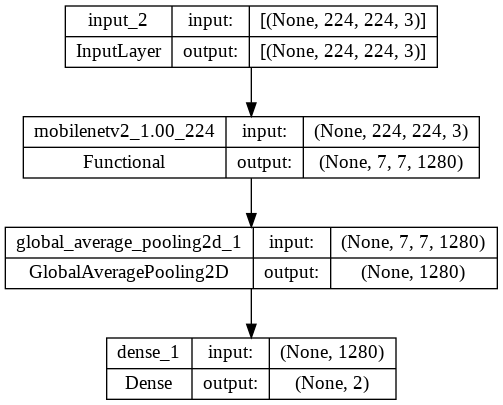 input_2 input: [(None, 224, 224, 3)]
InputLayer output: [(None, 224, 224, 3)]
mobilenetv2_1.00_224 input: (None, 224, 224, 3)
Functional output: (None, 7, 7, 1280)
global_average_pooling2d_1 input: (None, 7, 7, 1280)
GlobalAveragePooling2D output: (None, 1280)
dense_1 input: (None, 1280)
Dense output: (None, 2)